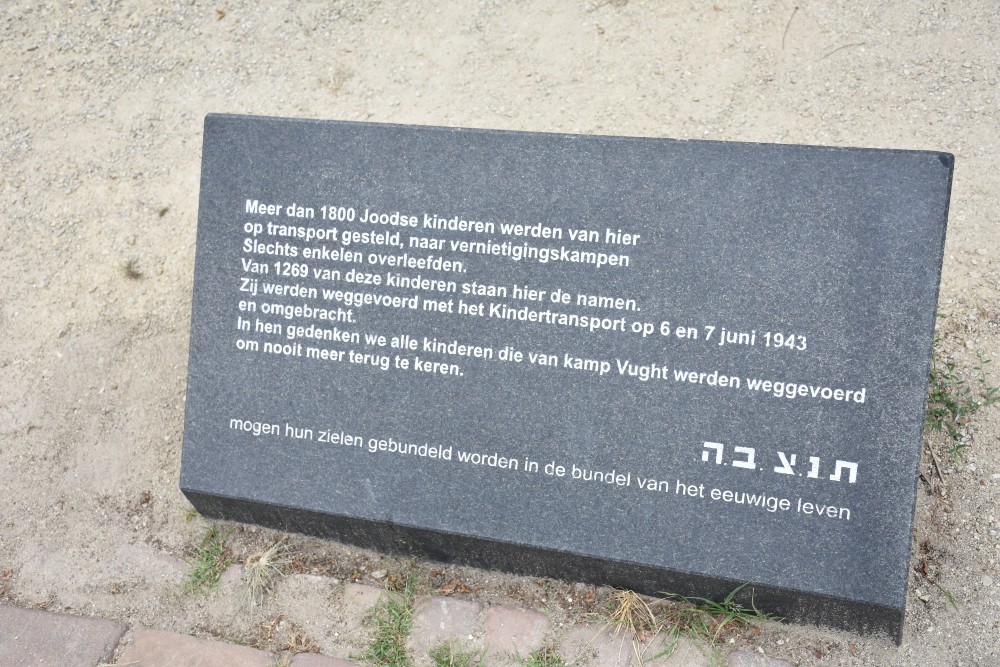 Meer dan 1800 Joodse kinderen werden van hier
op transport gesteld, naar vernietigingskampen
Slechts enkelen overleefden.
Van 1269 van deze kinderen staan hier de namen.
Zij werden weggevoerd met het Kindertransport op 6 en 7 juni 1943
en omgebracht.
In hen gedenken we alle kinderen die van kamp Vught werden weggevoerd
om nooit meer terug te keren.
ת.נ.צ.ב.ה
mogen hun zielen gebundeld worden in de bundel van het eeuwige leven